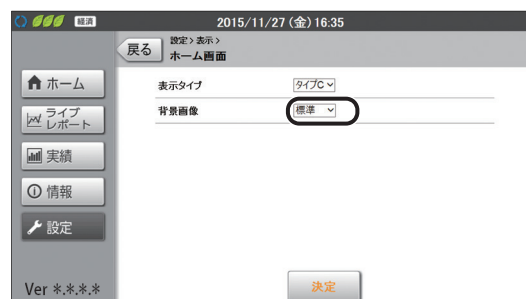 経済
2015/11/27 (金) 16:35
戻る
設定 > 表示 >
ホーム画面
ホーム
ライブ
レポート
実績
情報
設定
表示タイプ
タイプC
背景画像
標準
Ver *.*.*.*
決定